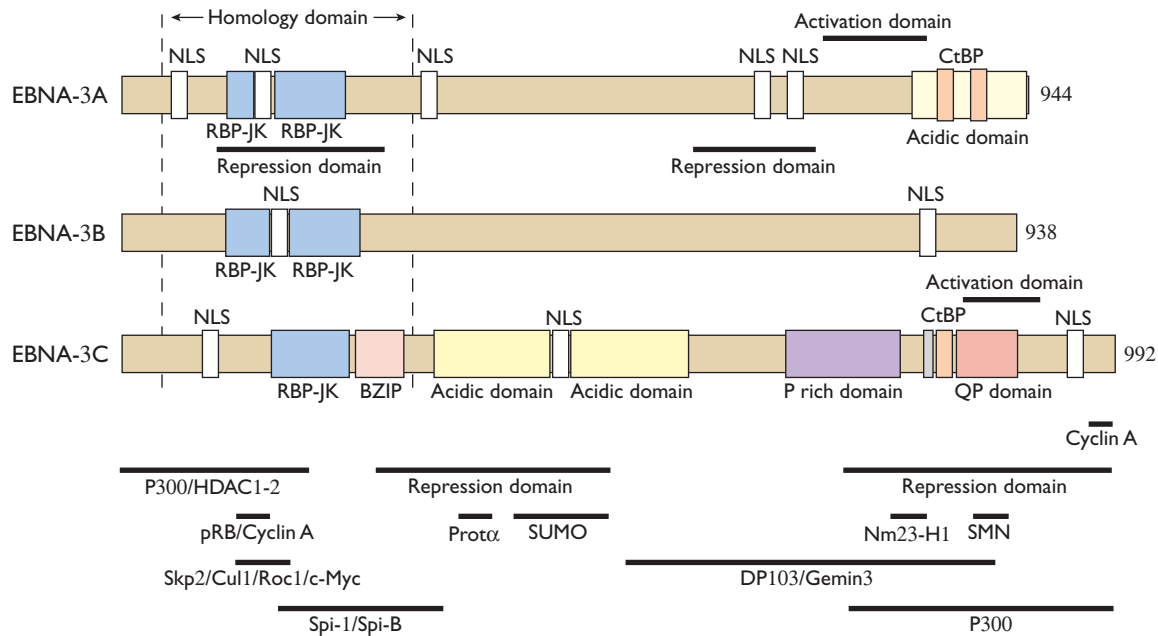 Homology domain
Activation domain
NLS NLS NLS NLS NLS CtBP
EBNA-3A 944
RBP-JK RBP-JK Acidic domain
Repression domain Repression domain
NLS NLS
EBNA-3B 938
RBP-JK RBP-JK
Activation domain
NLS NLS CtBP NLS
EBNA-3C 992
RBP-JK BZIP Acidic domain Acidic domain P rich domain QP domain
Cyclin A
P300/HDAC1-2 Repression domain Repression domain
pRB/Cyclin A Protα SUMO Nm23-H1 SMN
Skp2/Cul1/Roc1/c-Myc DP103/Gemin3
Spi-1/Spi-B P300